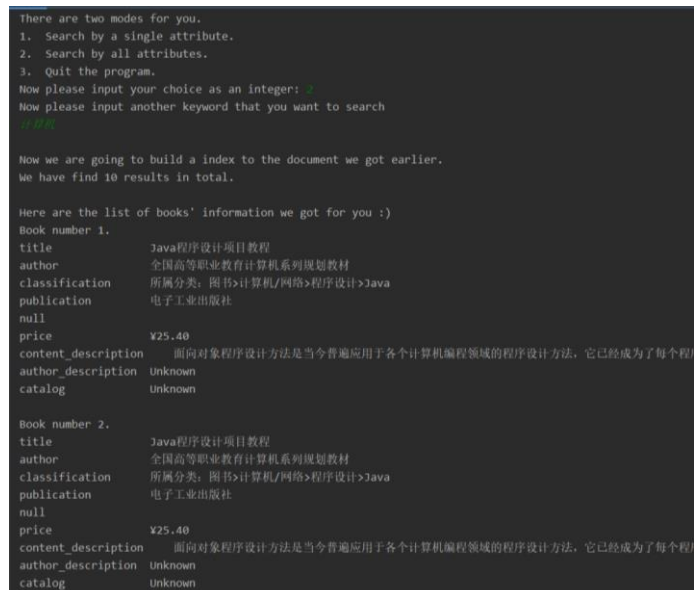 There are two modes for you.
1. Search by a single attribute.
2. Search by all attributes.
3. Quit the program.
Now please input your choice as an integer: 2
Now please input another keyword that you want to search
计算机
Now we are going to build a index to the document we got earlier.
We have find 10 results in total.
Here are the list of books' information we got for you :)
Book number 1.
title Java程序设计项目教程
author 全国高等职业教育计算机系列规划教材
classification 所属分类：图书>计算机/网络>程序设计>Java
publication 电子工业出版社
null
price ¥25.40
content_description 面向对象程序设计方法是当今普遍应用于各个计算机编程领域的程序设计方法，它已经成为了每个程
author_description Unknown
catalog Unknown
Book number 2.
title Java程序设计项目教程
author 全国高等职业教育计算机系列规划教材
classification 所属分类：图书>计算机/网络>程序设计>Java
publication 电子工业出版社
null
price ¥25.40
content_description 面向对象程序设计方法是当今普遍应用于各个计算机编程领域的程序设计方法，它已经成为了每个程
author_description Unknown
catalog Unknown